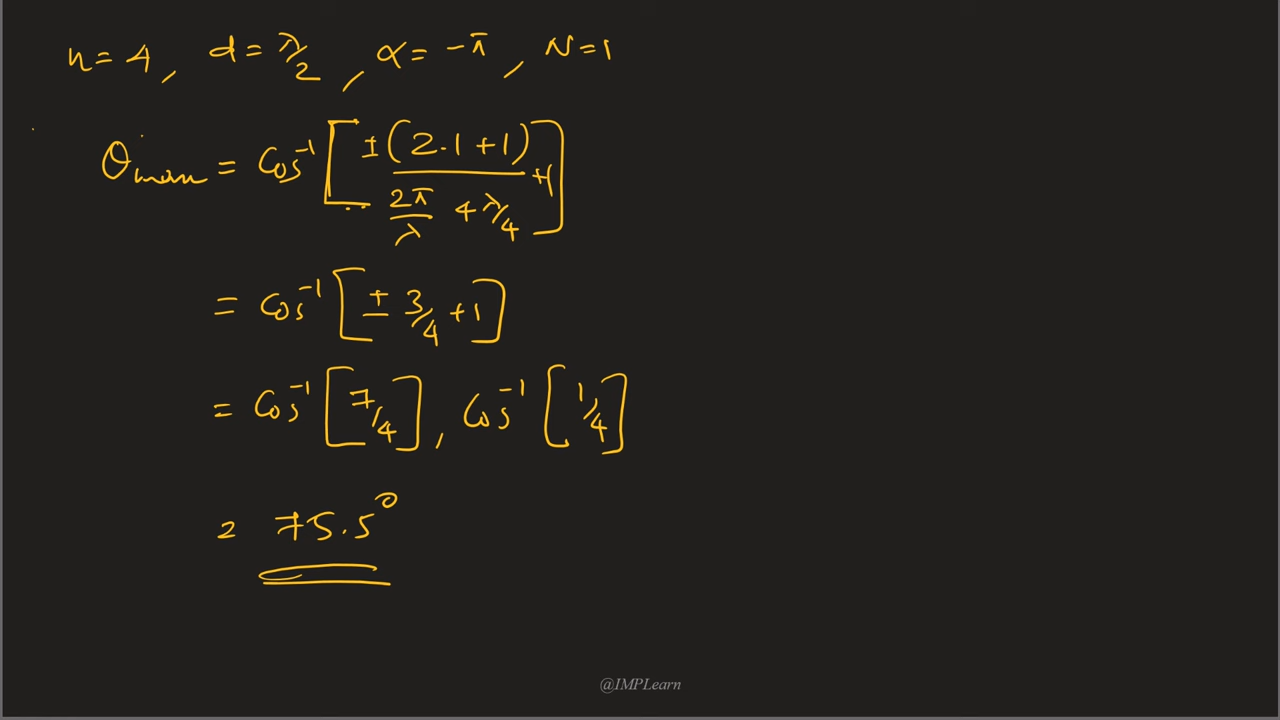 n = 4, d = λ/2, α = -π, N = 1
θmax = Cos⁻¹ [ ±(2.1+1) / (2π/λ 4 λ/4) +1 ]
= Cos⁻¹ [ ± 3/4 +1 ]
= Cos⁻¹ [ 7/4 ], Cos⁻¹ [ 1/4 ]
= 75.5°
@IMPLearn